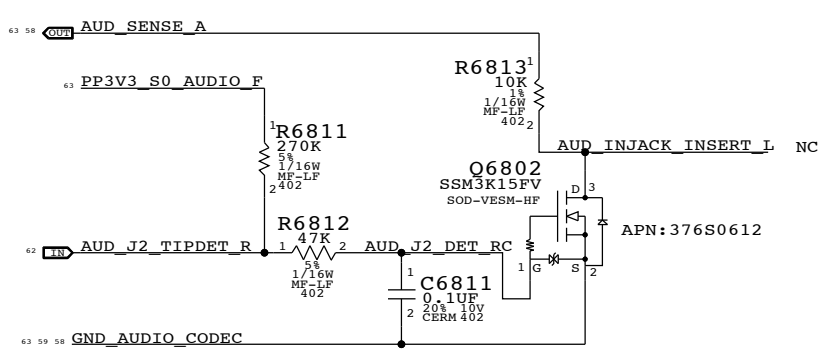 63 58 OUT AUD_SENSE_A
63 PP3V3_S0_AUDIO_F
R6813 1
10K
1%
1/16W
MF-LF
402 2
1 R6811
270K
5%
1/16W
MF-LF
2 402
AUD_INJACK_INSERT_L NC
Q6802
SSM3K15FV
SOD-VESM-HF
D 3
APN:376S0612
1 G S 2
62 IN AUD_J2_TIPDET_R
R6812
47K
1 2
5%
1/16W
MF-LF
402
AUD_J2_DET_RC
1 C6811
0.1UF
20% 10V
2 CERM 402
63 59 58 GND_AUDIO_CODEC